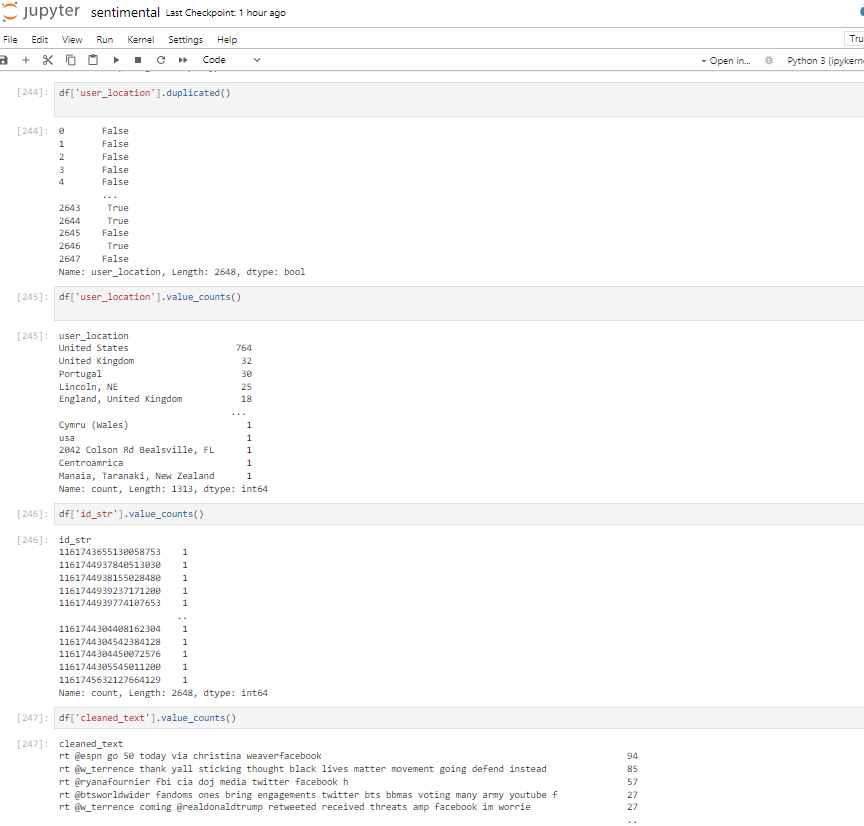 jupyter sentimental Last Checkpoint: 1 hour ago
File Edit View Run Kernel Settings Help
Code Open in... Python 3 (ipykern
[244]: df['user_location'].duplicated()
[244]: 0 False
1 False
2 False
3 False
4 False
...
2643 True
2644 True
2645 False
2646 True
2647 False
Name: user_location, Length: 2648, dtype: bool
[245]: df['user_location'].value_counts()
[245]: user_location
United States 764
United Kingdom 32
Portugal 30
Lincoln, NE 25
England, United Kingdom 18
...
Cymru (Wales) 1
usa 1
2042 Colson Rd Bealsville, FL 1
Centroamrica 1
Manaia, Taranaki, New Zealand 1
Name: count, Length: 1313, dtype: int64
[246]: df['id_str'].value_counts()
[246]: id_str
1161743655130058753 1
1161744937840513030 1
1161744938155028480 1
1161744939237171200 1
1161744939774107653 1
..
1161744304408162304 1
1161744304542384128 1
1161744304450072576 1
1161744305545011200 1
1161745632127664129 1
Name: count, Length: 2648, dtype: int64
[247]: df['cleaned_text'].value_counts()
[247]: cleaned_text
rt @espn go 50 today via christina weaverfacebook 94
rt @w_terrence thank yall sticking thought black lives matter movement going defend instead 85
rt @ryanafournier fbi cia doj media twitter facebook h 57
rt @btsworldwider fandoms ones bring engagements twitter bts bbmas voting many army youtube f 27
rt @w_terrence coming @realdonaldtrump retweeted received threats amp facebook im worrie 27
..